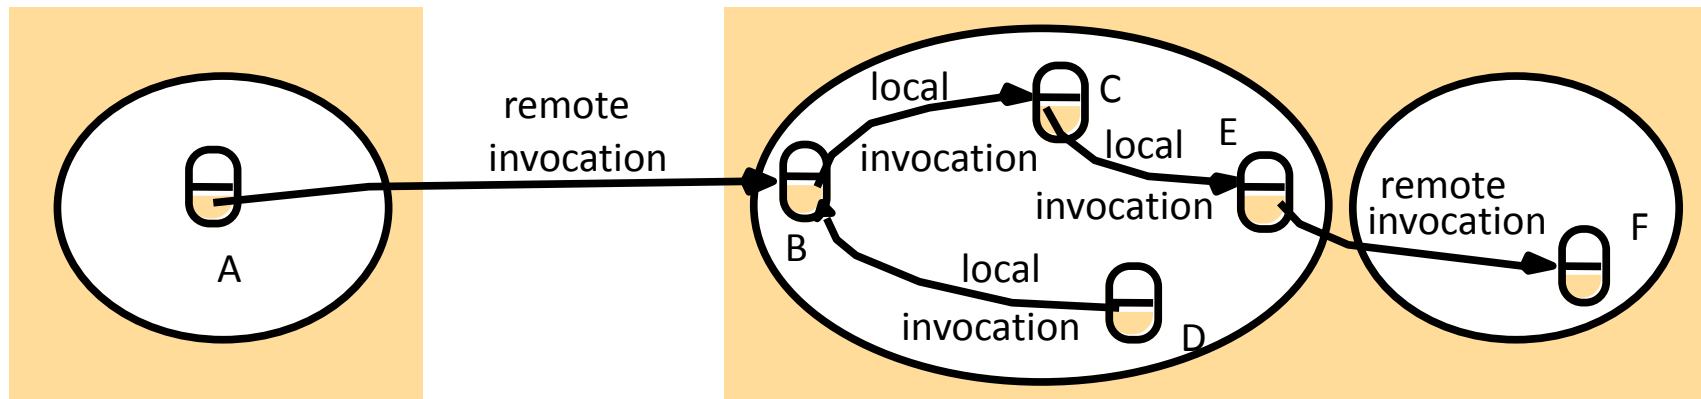 A
remote
invocation
B
local
invocation
C
local
invocation
E
local
invocation
D
remote
invocation
F